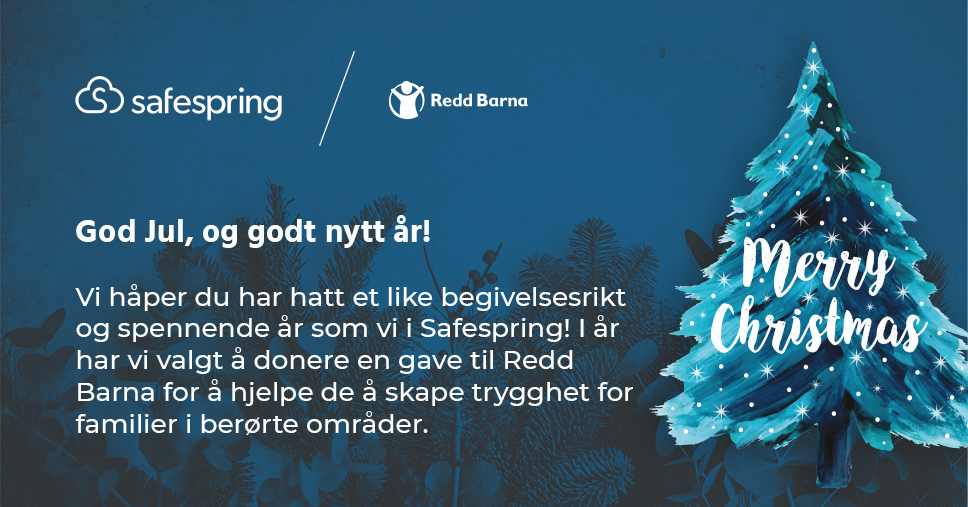 safespring
Redd Barna
God Jul, og godt nytt år!
Vi håper du har hatt et like begivelsesrikt
og spennende år som vi i Safespring! I år
har vi valgt å donere en gave til Redd
Barna for å hjelpe de å skape trygghet for
familier i berørte områder.
Merry
Christmas